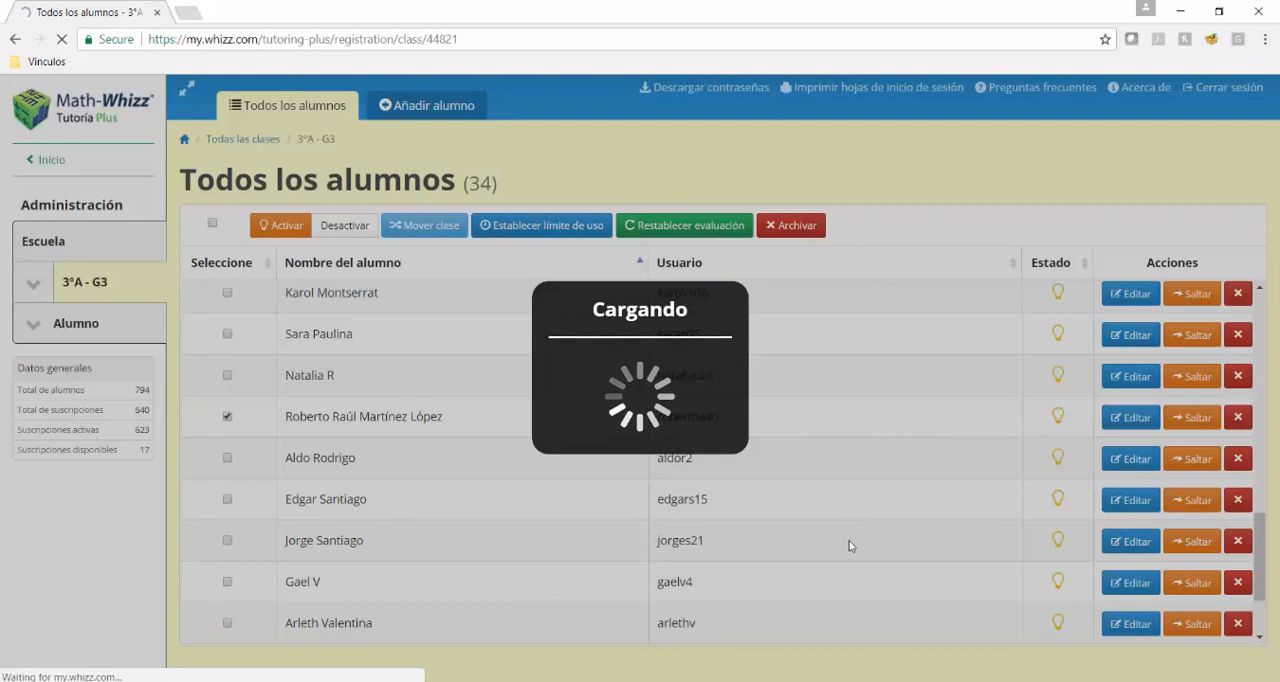 Todos los alumnos - 3°A
Secure https://my.whizz.com/tutoring-plus/registration/class/44821
Vinculos
Math-Whizz®
Tutoría Plus
Todos los alumnos
Añadir alumno
Descargar contraseñas Imprimir hojas de inicio de sesión Preguntas frecuentes Acerca de Cerrar sesión
Inicio
/ Todas las clases / 3°A - G3
Todos los alumnos (34)
Administración
Escuela
3°A - G3
Alumno
Datos generales
Total de alumnos 794
Total de suscripciones 640
Suscripciones activas 623
Suscripciones disponibles 17
Activar Desactivar Mover clase Establecer límite de uso Restablecer evaluación Archivar
Seleccione Nombre del alumno Usuario Estado Acciones
Karol Montserrat Editar Saltar
Sara Paulina Editar Saltar
Natalia R Editar Saltar
Roberto Raúl Martínez López Editar Saltar
Aldo Rodrigo aldor2 Editar Saltar
Edgar Santiago edgars15 Editar Saltar
Jorge Santiago jorges21 Editar Saltar
Gael V gaelv4 Editar Saltar
Arleth Valentina arlethv Editar Saltar
Cargando
Waiting for my.whizz.com...